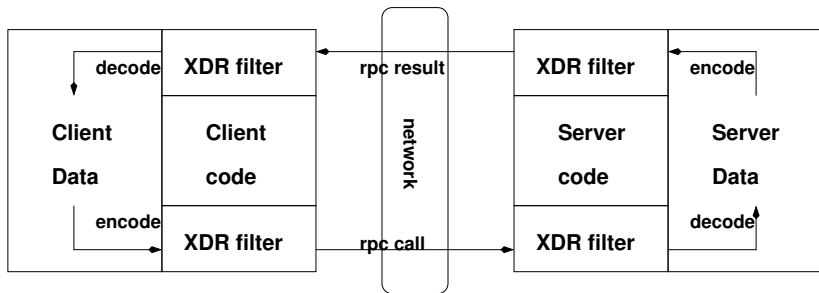 decode
XDR filter
rpc result
XDR filter
encode
Client
Data
Client
code
network
Server
code
Server
Data
encode
XDR filter
rpc call
XDR filter
decode